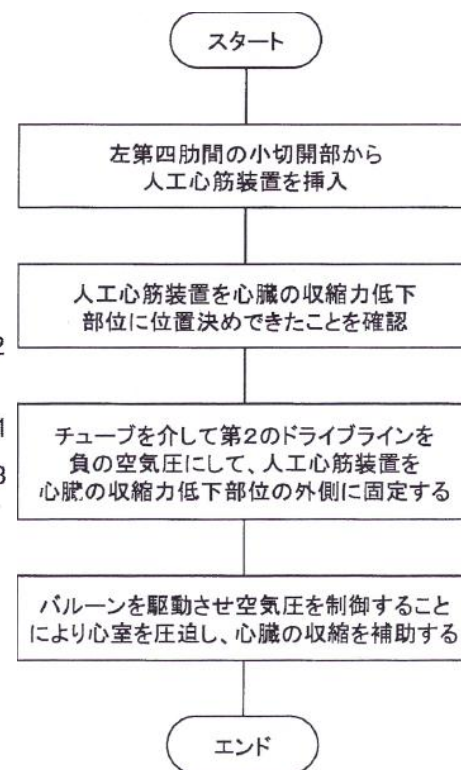 スタート
左第四肋間の小切開部から
人工心筋装置を挿入
人工心筋装置を心臓の収縮力低下
部位に位置決めできたことを確認
2
1
3
チューブを介して第2のドライブラインを
負の空気圧にして、人工心筋装置を
心臓の収縮力低下部位の外側に固定する
バルーンを駆動させ空気圧を制御すること
により心室を圧迫し、心臓の収縮を補助する
エンド